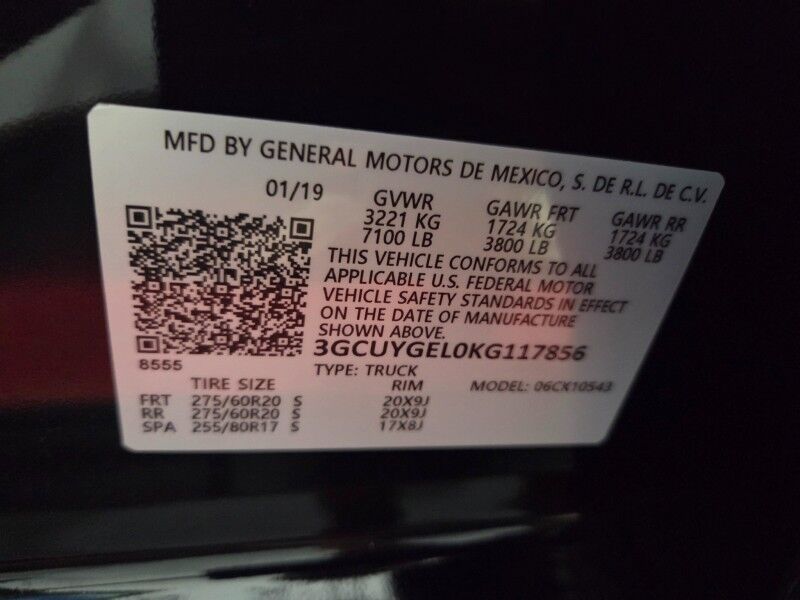 MFD BY GENERAL MOTORS DE MEXICO, S. DE R.L. DE C.V.
01/19 GVWR GAWR FRT GAWR RR
3221 KG 1724 KG 1724 KG
7100 LB 3800 LB 3800 LB
THIS VEHICLE CONFORMS TO ALL
APPLICABLE U.S. FEDERAL MOTOR
VEHICLE SAFETY STANDARDS IN EFFECT
ON THE DATE OF MANUFACTURE
SHOWN ABOVE.
3GCUYGEL0KG117856
8555
TYPE: TRUCK
TIRE SIZE RIM MODEL: 06CK10543
FRT 275/60R20 S 20X9J
RR 275/60R20 S 20X9J
SPA 255/80R17 S 17X8J